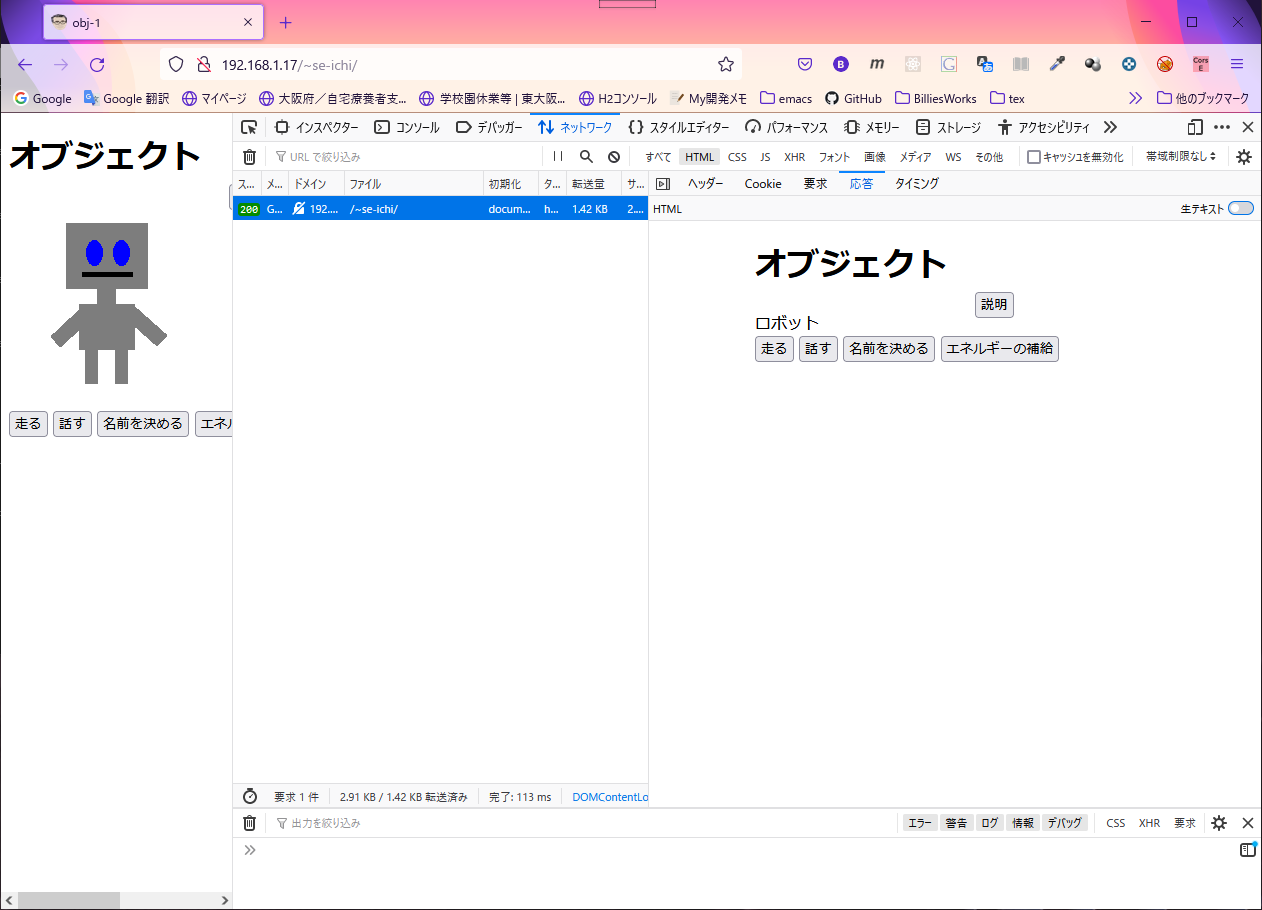 obj-1
192.168.1.17/~se-ichi/
Google
Google 翻訳
マイページ
大阪府／自宅療養者支...
学校園休業等 | 東大阪...
H2コンソール
My開発メモ
emacs
GitHub
BilliesWorks
tex
他のブックマーク
オブジェクト
走る 話す 名前を決める エネル
インスペクター コンソール デバッガー ネットワーク スタイルエディター パフォーマンス メモリー ストレージ アクセシビリティ
URL で絞り込み
すべて HTML CSS JS XHR フォント 画像 メディア WS その他 キャッシュを無効化 帯域制限なし
ス... メ... ドメイン ファイル 初期化 タ... 転送量 サ...
200 G... 192.... /~se-ichi/ docum... h... 1.42 KB 2....
ヘッダー Cookie 要求 応答 タイミング
HTML 生テキスト
オブジェクト
説明
ロボット
走る 話す 名前を決める エネルギーの補給
要求 1 件 2.91 KB / 1.42 KB 転送済み 完了: 113 ms DOMContentLo
出力を絞り込み エラー 警告 ログ 情報 デバッグ CSS XHR 要求